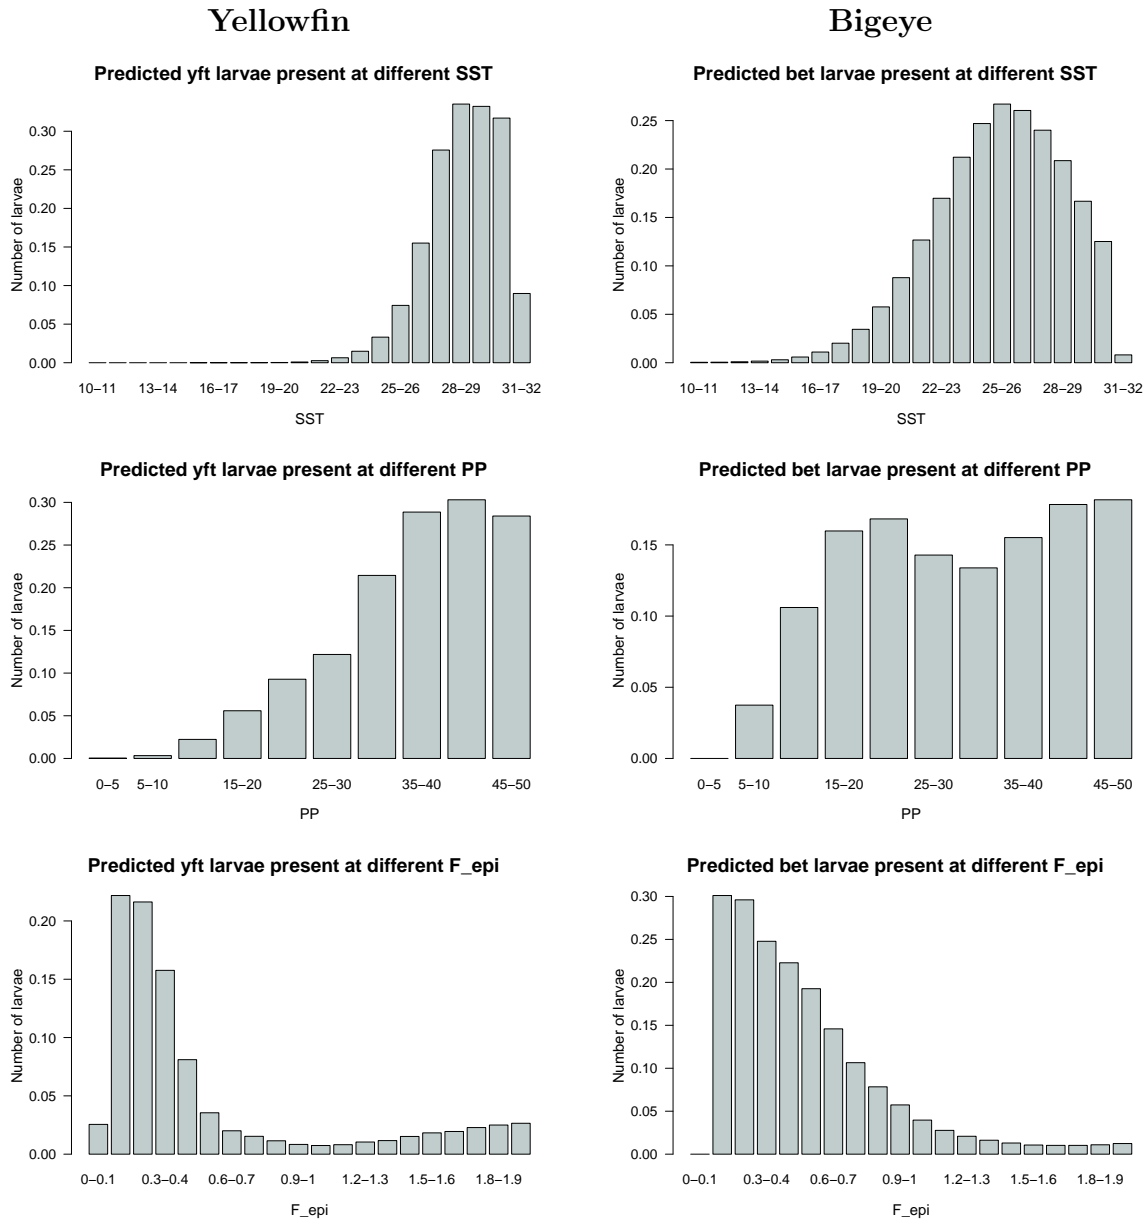 Yellowfin
Bigeye
Predicted yft larvae present at different SST
Number of larvae
0.30
0.25
0.20
0.15
0.10
0.05
0.00
10–11 13–14 16–17 19–20 22–23 25–26 28–29 31–32
SST
Predicted bet larvae present at different SST
Number of larvae
0.25
0.20
0.15
0.10
0.05
0.00
10–11 13–14 16–17 19–20 22–23 25–26 28–29 31–32
SST
Predicted yft larvae present at different PP
Number of larvae
0.30
0.25
0.20
0.15
0.10
0.05
0.00
0–5 5–10 15–20 25–30 35–40 45–50
PP
Predicted bet larvae present at different PP
Number of larvae
0.15
0.10
0.05
0.00
0–5 5–10 15–20 25–30 35–40 45–50
PP
Predicted yft larvae present at different F_epi
Number of larvae
0.20
0.15
0.10
0.05
0.00
0–0.1 0.3–0.4 0.6–0.7 0.9–1 1.2–1.3 1.5–1.6 1.8–1.9
F_epi
Predicted bet larvae present at different F_epi
Number of larvae
0.30
0.25
0.20
0.15
0.10
0.05
0.00
0–0.1 0.3–0.4 0.6–0.7 0.9–1 1.2–1.3 1.5–1.6 1.8–1.9
F_epi